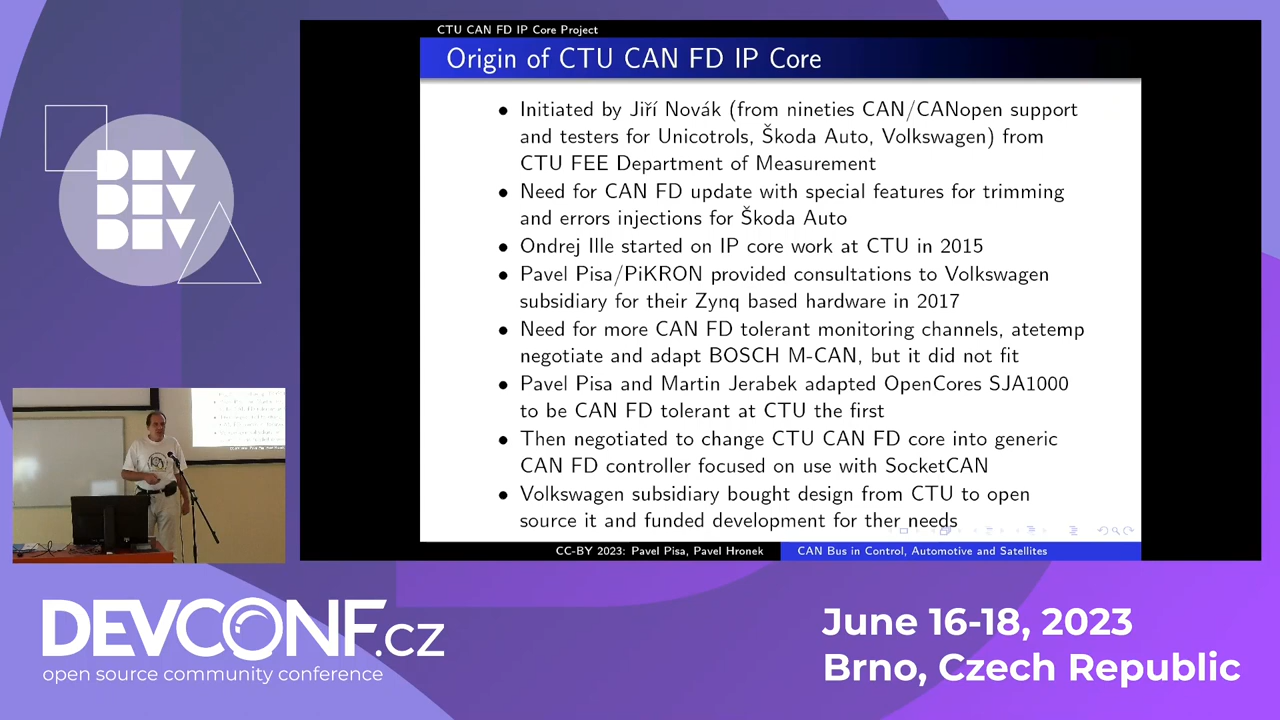 CTU CAN FD IP Core Project
Origin of CTU CAN FD IP Core
• Initiated by Jiří Novák (from nineties CAN/CANopen support
and testers for Unicotrols, Škoda Auto, Volkswagen) from
CTU FEE Department of Measurement
• Need for CAN FD update with special features for trimming
and errors injections for Škoda Auto
• Ondrej Ille started on IP core work at CTU in 2015
• Pavel Pisa/PiKRON provided consultations to Volkswagen
subsidiary for their Zynq based hardware in 2017
• Need for more CAN FD tolerant monitoring channels, atetemp
negotiate and adapt BOSCH M-CAN, but it did not fit
• Pavel Pisa and Martin Jerabek adapted OpenCores SJA1000
to be CAN FD tolerant at CTU the first
• Then negotiated to change CTU CAN FD core into generic
CAN FD controller focused on use with SocketCAN
• Volkswagen subsidiary bought design from CTU to open
source it and funded development for ther needs
CC-BY 2023: Pavel Pisa, Pavel Hronek
CAN Bus in Control, Automotive and Satellites
DEV
DEV
DEV
DEVCONF.cz
open source community conference
June 16-18, 2023
Brno, Czech Republic